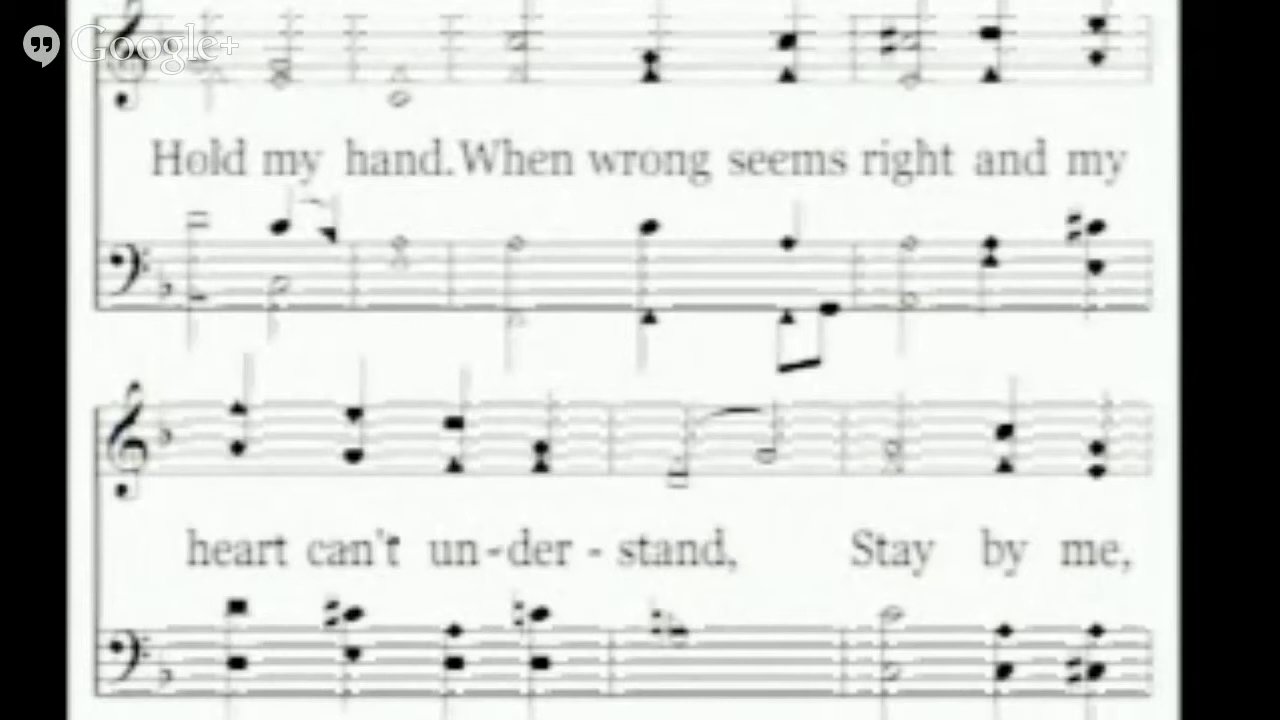 Google+
Hold my hand. When wrong seems right and my
heart can't un-der-stand, Stay by me,